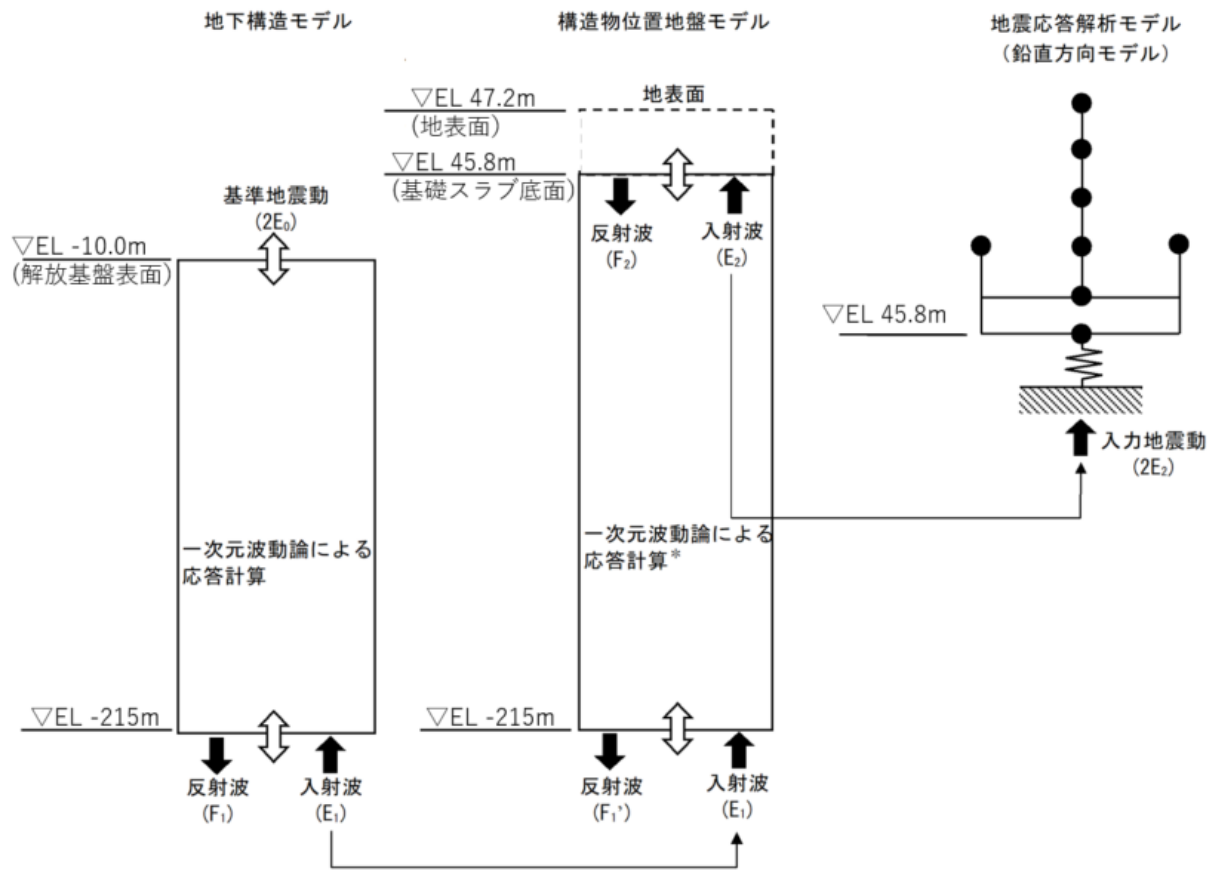 地下構造モデル
構造物位置地盤モデル
地震応答解析モデル
(鉛直方向モデル)
▽EL 47.2m
(地表面)
地表面
▽EL 45.8m
(基礎スラブ底面)
反射波
(F₂)
入射波
(E₂)
基準地震動
(2E₀)
▽EL -10.0m
(解放基盤表面)
▽EL 45.8m
入力地震動
(2E₂)
一次元波動論による
応答計算
一次元波動論による
応答計算*
▽EL -215m
反射波
(F₁)
入射波
(E₁)
▽EL -215m
反射波
(F₁')
入射波
(E₁)